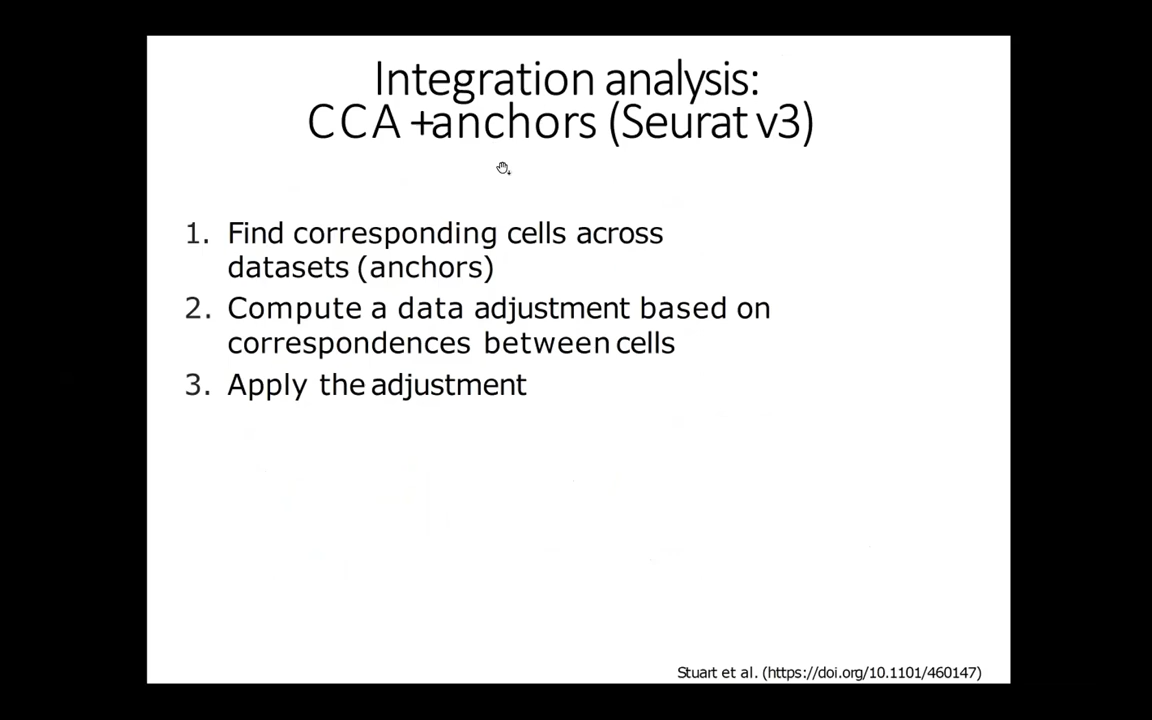 Integration analysis:
CCA +anchors (Seurat v3)
1. Find corresponding cells across
datasets (anchors)
2. Compute a data adjustment based on
correspondences between cells
3. Apply the adjustment
Stuart et al. (https://doi.org/10.1101/460147)